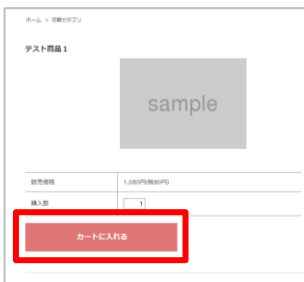 ホーム > 初期カテゴリ
テスト商品1
sample
販売価格 1,080円(税80円)
購入数 1
カートに入れる